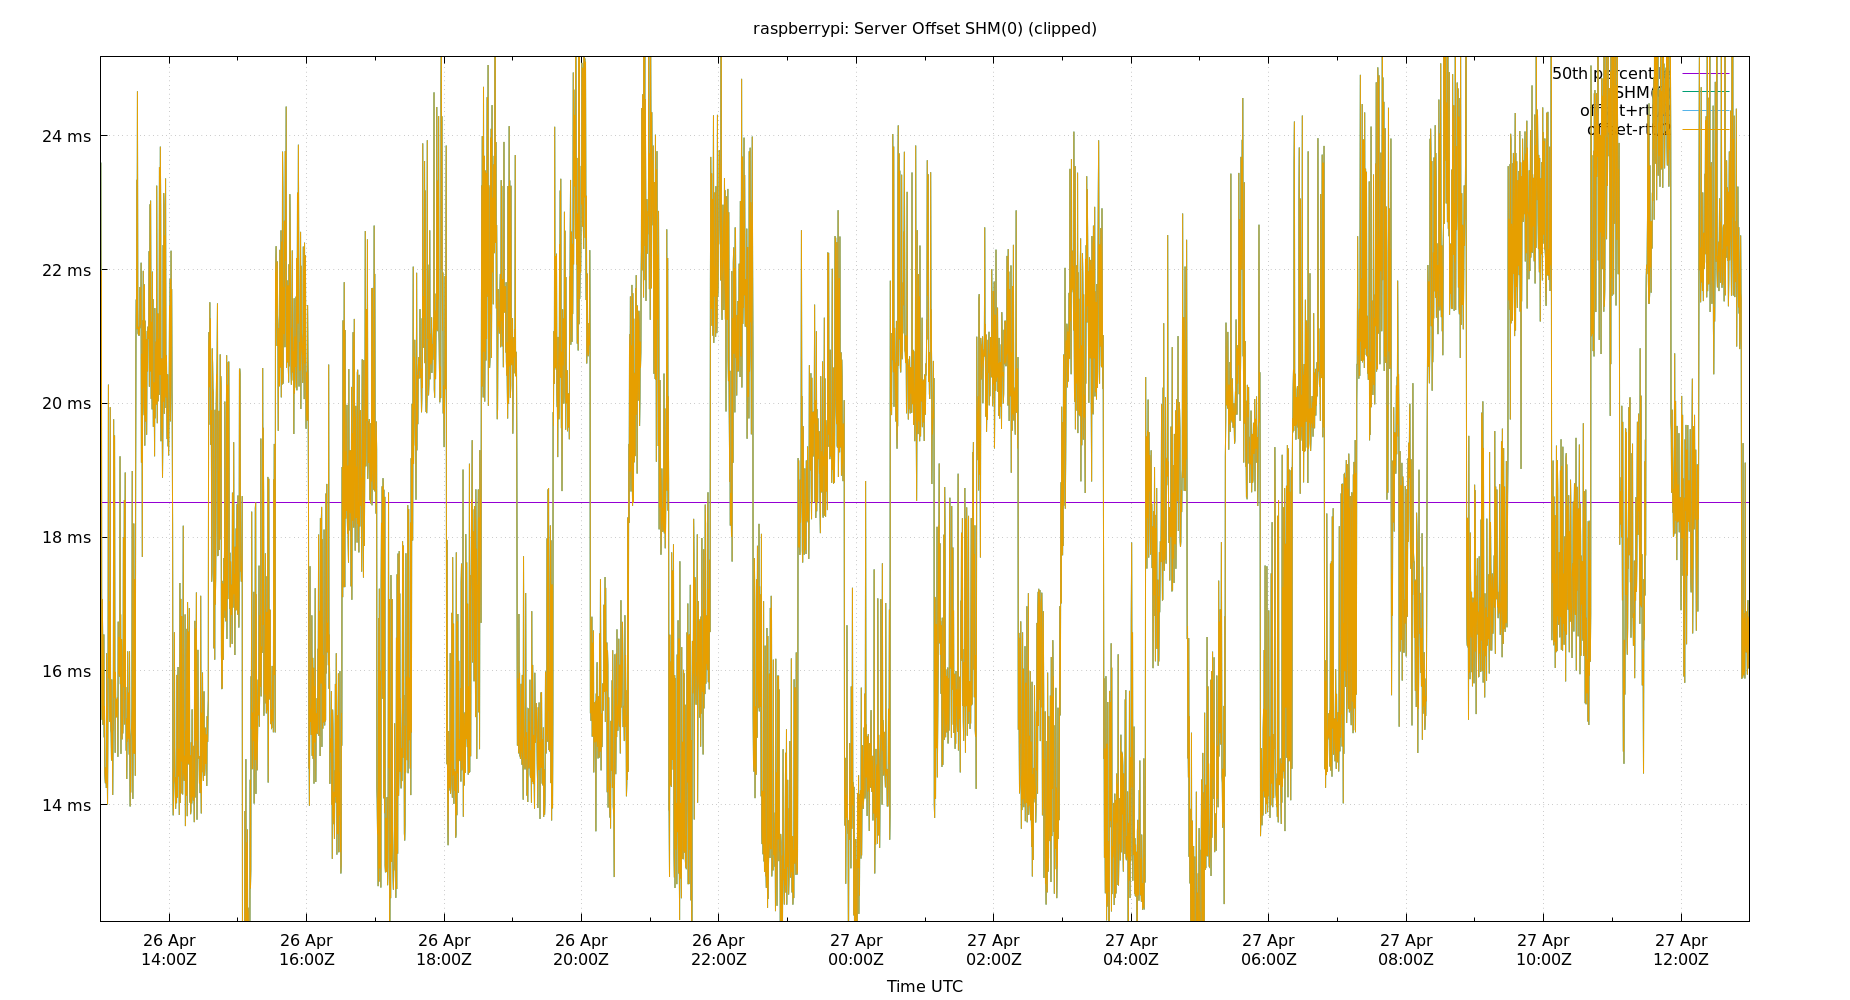 raspberrypi: Server Offset SHM(0) (clipped)
24 ms
22 ms
20 ms
18 ms
16 ms
14 ms
26 Apr
14:00Z
26 Apr
16:00Z
26 Apr
18:00Z
26 Apr
20:00Z
26 Apr
22:00Z
27 Apr
00:00Z
27 Apr
02:00Z
27 Apr
04:00Z
27 Apr
06:00Z
27 Apr
08:00Z
27 Apr
10:00Z
27 Apr
12:00Z
Time UTC
50th